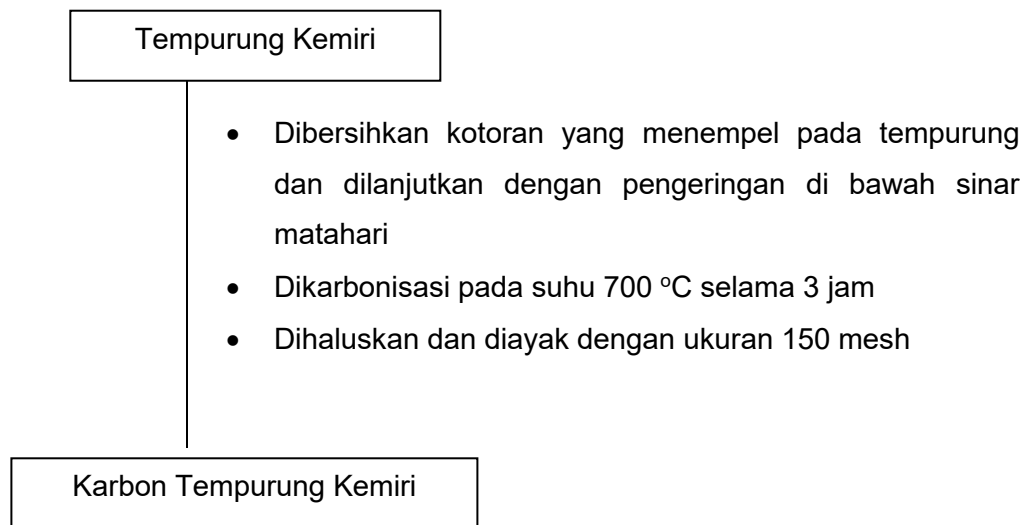 Tempurung Kemiri
• Dibersihkan kotoran yang menempel pada tempurung
dan dilanjutkan dengan pengeringan di bawah sinar
matahari
• Dikarbonisasi pada suhu 700 °C selama 3 jam
• Dihaluskan dan diayak dengan ukuran 150 mesh
Karbon Tempurung Kemiri